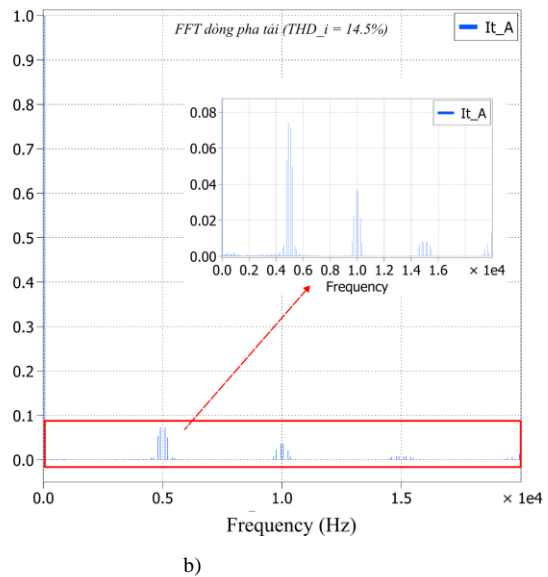 FFT dòng pha tải (THD_i = 14.5%)
It_A
1.0
0.9
0.8
0.7
0.6
0.5
0.4
0.3
0.2
0.1
0.0
It_A
0.08
0.06
0.04
0.02
0.00
0.0 0.2 0.4 0.6 0.8 1.0 1.2 1.4 1.6 × 1e4
Frequency
0.0 0.5 1.0 1.5 × 1e4
Frequency (Hz)
b)